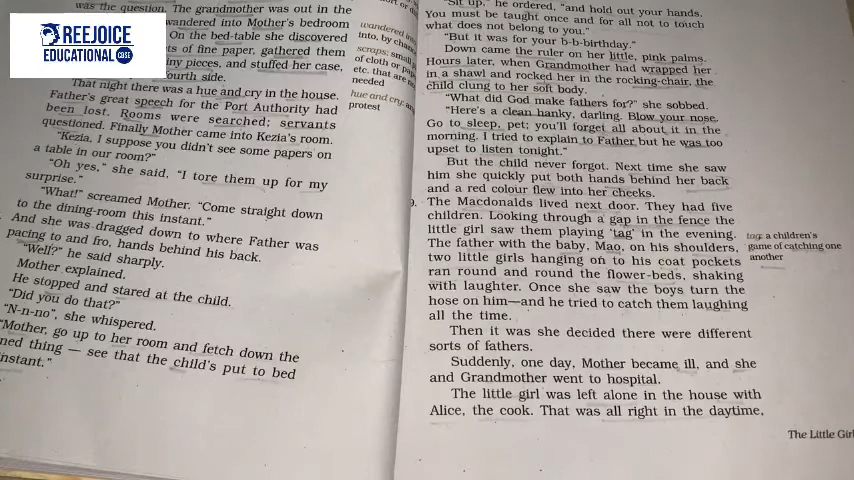 REEJOICE
EDUCATIONAL
CBSE
was the question. The grandmother was out in the
wandered into Mother's bedroom
On the bed-table she discovered
ts of fine paper, gathered them
iny pieces, and stuffed her case,
fourth side.
That night there was a hue and cry in the house.
Father's great speech for the Port Authority had
been lost. Rooms were searched; servants
questioned. Finally Mother came into Kezia's room.
"Kezia, I suppose you didn't see some papers on
a table in our room?"
"Oh yes," she said, "I tore them up for my
surprise."
"What!" screamed Mother, "Come straight down
to the dining-room this instant."
And she was dragged down to where Father was
pacing to and fro, hands behind his back.
"Well?" he said sharply.
Mother explained.
He stopped and stared at the child.
"Did you do that?"
"N-n-no", she whispered.
"Mother, go up to her room and fetch down the
ned thing — see that the child's put to bed
instant."
wandered
into, by chan
scraps: small
of cloth or pap
etc. that are no
needed
hue and cry: an
protest
"Sit up," he ordered, "and hold out your hands.
You must be taught once and for all not to touch
what does not belong to you."
"But it was for your b-b-birthday."
Down came the ruler on her little, pink palms.
Hours later, when Grandmother had wrapped her
in a shawl and rocked her in the rocking-chair, the
child clung to her soft body.
"What did God make fathers for?" she sobbed.
"Here's a clean hanky, darling. Blow your nose.
Go to sleep, pet; you'll forget all about it in the
morning. I tried to explain to Father but he was too
upset to listen tonight."
But the child never forgot. Next time she saw
him she quickly put both hands behind her back
and a red colour flew into her cheeks.
The Macdonalds lived next door. They had five
children. Looking through a gap in the fence the
little girl saw them playing 'tag' in the evening.
The father with the baby, Mao, on his shoulders,
two little girls hanging on to his coat pockets
ran round and round the flower-beds, shaking
with laughter. Once she saw the boys turn the
hose on him—and he tried to catch them laughing
all the time.
Then it was she decided there were different
sorts of fathers.
Suddenly, one day, Mother became ill, and she
and Grandmother went to hospital.
The little girl was left alone in the house with
Alice, the cook. That was all right in the daytime,
tag: a children's
game of catching one
another
The Little Girl